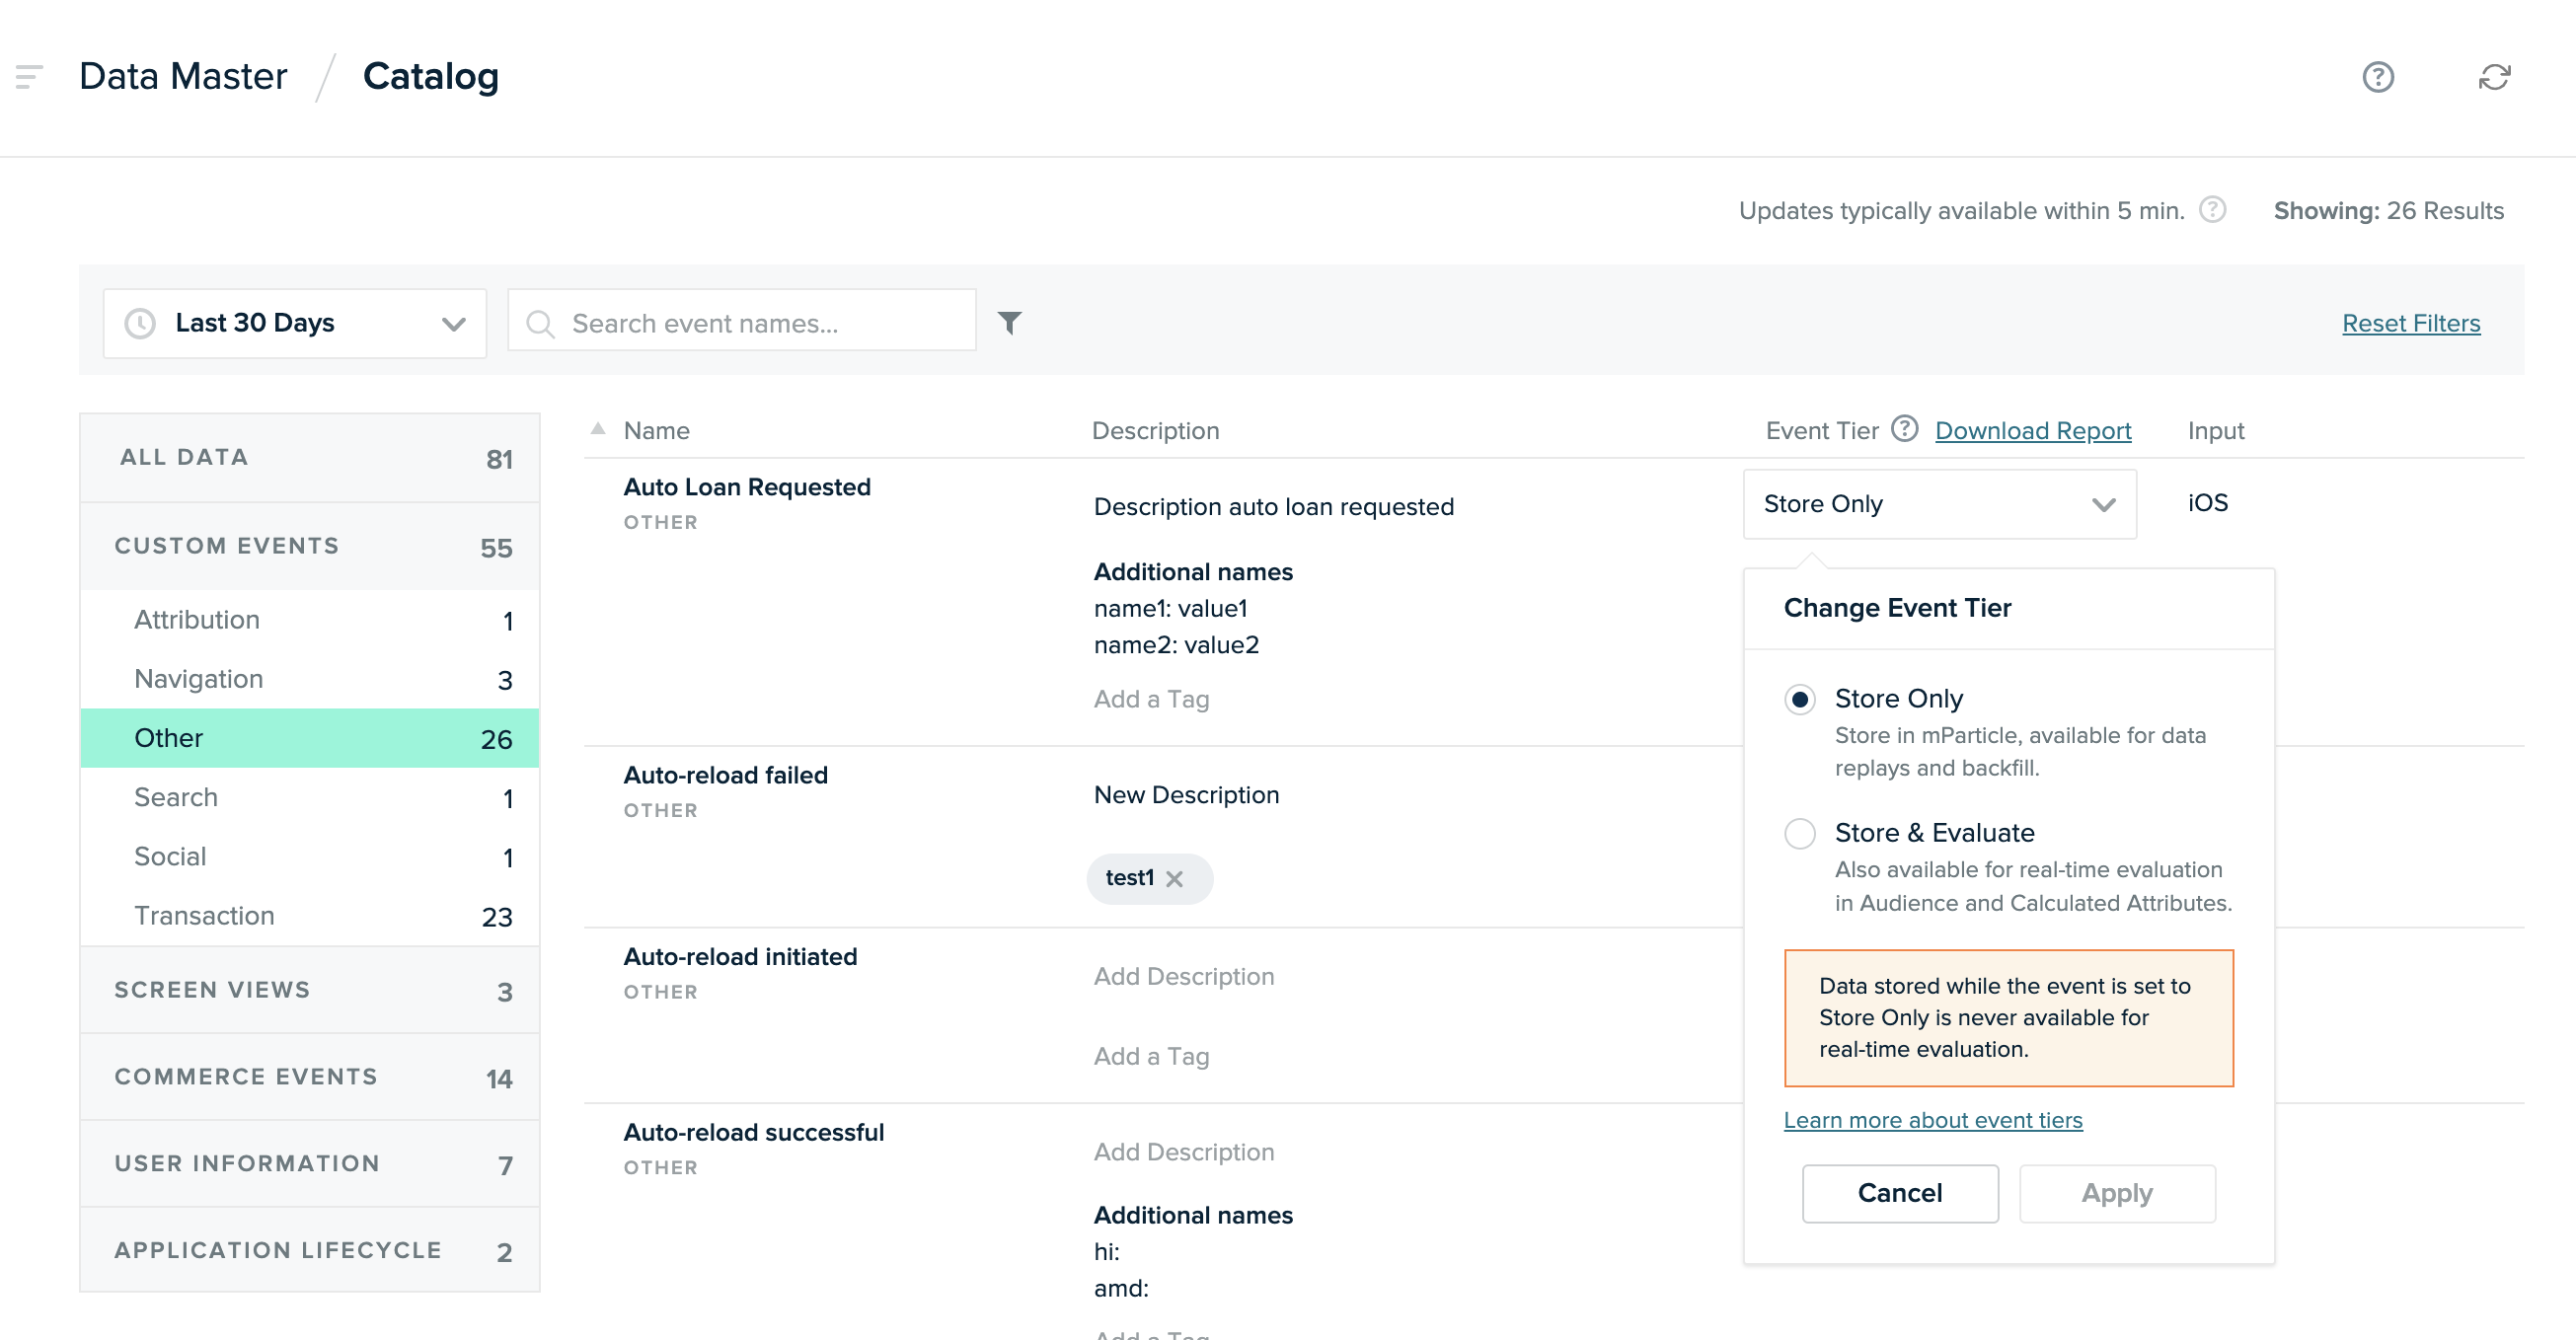 Data Master / Catalog
Updates typically available within 5 min.
Showing: 26 Results
Last 30 Days
Search event names...
Reset Filters
ALL DATA 81
CUSTOM EVENTS 55
Attribution 1
Navigation 3
Other 26
Search 1
Social 1
Transaction 23
SCREEN VIEWS 3
COMMERCE EVENTS 14
USER INFORMATION 7
APPLICATION LIFECYCLE 2
Name Description Event Tier Download Report Input
Auto Loan Requested
OTHER
Description auto loan requested
Additional names
name1: value1
name2: value2
Add a Tag
Store Only
iOS
Auto-reload failed
OTHER
New Description
test1
Auto-reload initiated
OTHER
Add Description
Add a Tag
Auto-reload successful
OTHER
Add Description
Additional names
hi:
amd:
Add a Tag
Change Event Tier
Store Only
Store in mParticle, available for data
replays and backfill.
Store & Evaluate
Also available for real-time evaluation
in Audience and Calculated Attributes.
Data stored while the event is set to
Store Only is never available for
real-time evaluation.
Learn more about event tiers
Cancel Apply